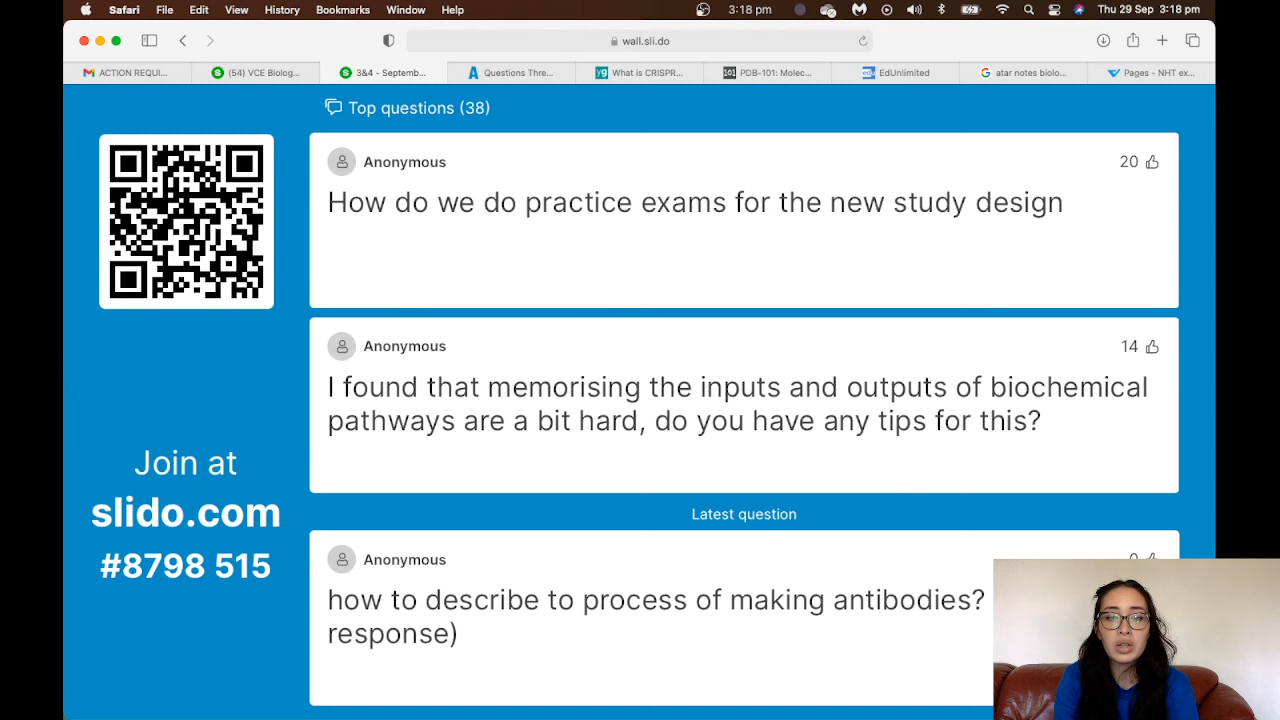 Safari File Edit View History Bookmarks Window Help 3:18 pm Thu 29 Sep 3:18 pm
wall.sli.do
ACTION REQUI... (54) VCE Biolog... 3&4 - Septemb... Questions Thre... What is CRISPR... PDB-101: Molec... EdUnlimited atar notes biolo... Pages - NHT ex...
Top questions (38)
Anonymous 20
How do we do practice exams for the new study design
Anonymous 14
I found that memorising the inputs and outputs of biochemical
pathways are a bit hard, do you have any tips for this?
Join at
slido.com
#8798 515
Latest question
Anonymous
how to describe to process of making antibodies?
response)